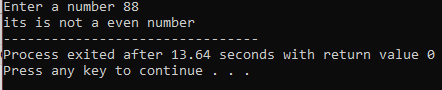 Enter a number 88
its is not a even number
--------------------------------
Process exited after 13.64 seconds with return value 0
Press any key to continue . . .